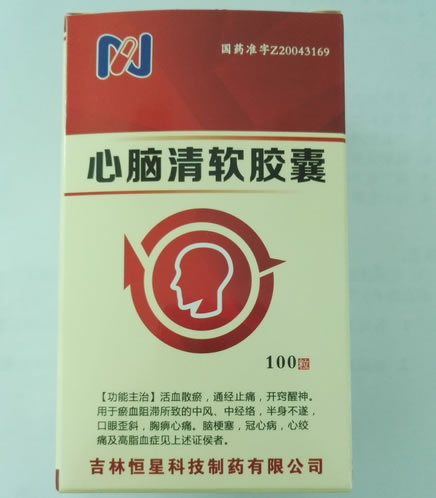 国药准字Z20043169
心脑清软胶囊
100粒
【功能主治】活血散瘀，通经止痛，开窍醒神。
用于瘀血阻滞所致的中风、中经络，半身不遂，
口眼歪斜，胸痹心痛。脑梗塞，冠心病，心绞
痛及高脂血症见上述证侯者。
吉林恒星科技制药有限公司